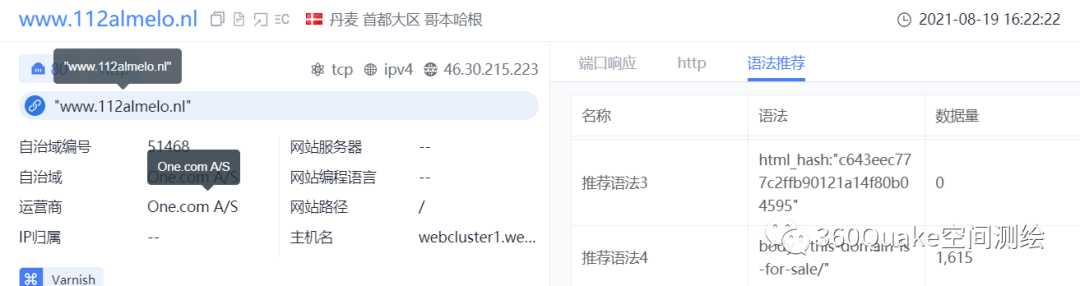 www.112almelo.nl
丹麦 首都大区 哥本哈根
2021-08-19 16:22:22
"www.112almelo.nl"
80
tcp ipv4 46.30.215.223
"www.112almelo.nl"
自治域编号 51468
自治域 One.com A/S
One.com A/S
运营商 One.com A/S
IP归属 --
Varnish
网站服务器 --
网站编程语言 --
网站路径 /
主机名 webcluster1.we...
端口响应 http 语法推荐
名称 语法 数据量
推荐语法3
html_hash:"c643eec77
7c2ffb90121a14f80b0
4595"
0
推荐语法4
body:"/this-domain-is
-for-sale/"
1,615
360Quake空间测绘